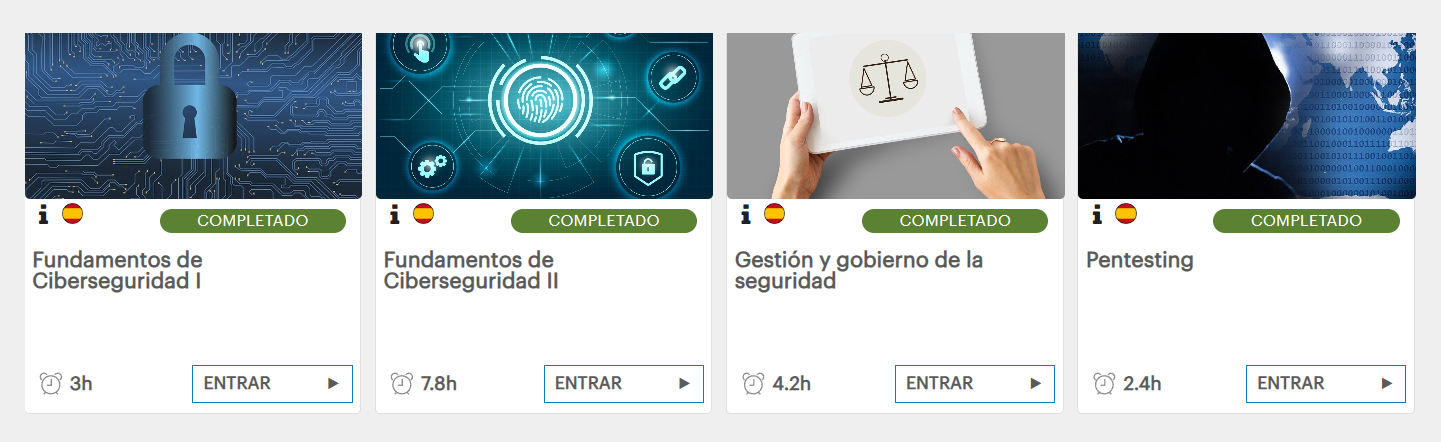 COMPLETADO
Fundamentos de
Ciberseguridad I
3h
ENTRAR
COMPLETADO
Fundamentos de
Ciberseguridad II
7.8h
ENTRAR
COMPLETADO
Gestión y gobierno de la
seguridad
4.2h
ENTRAR
COMPLETADO
Pentesting
2.4h
ENTRAR